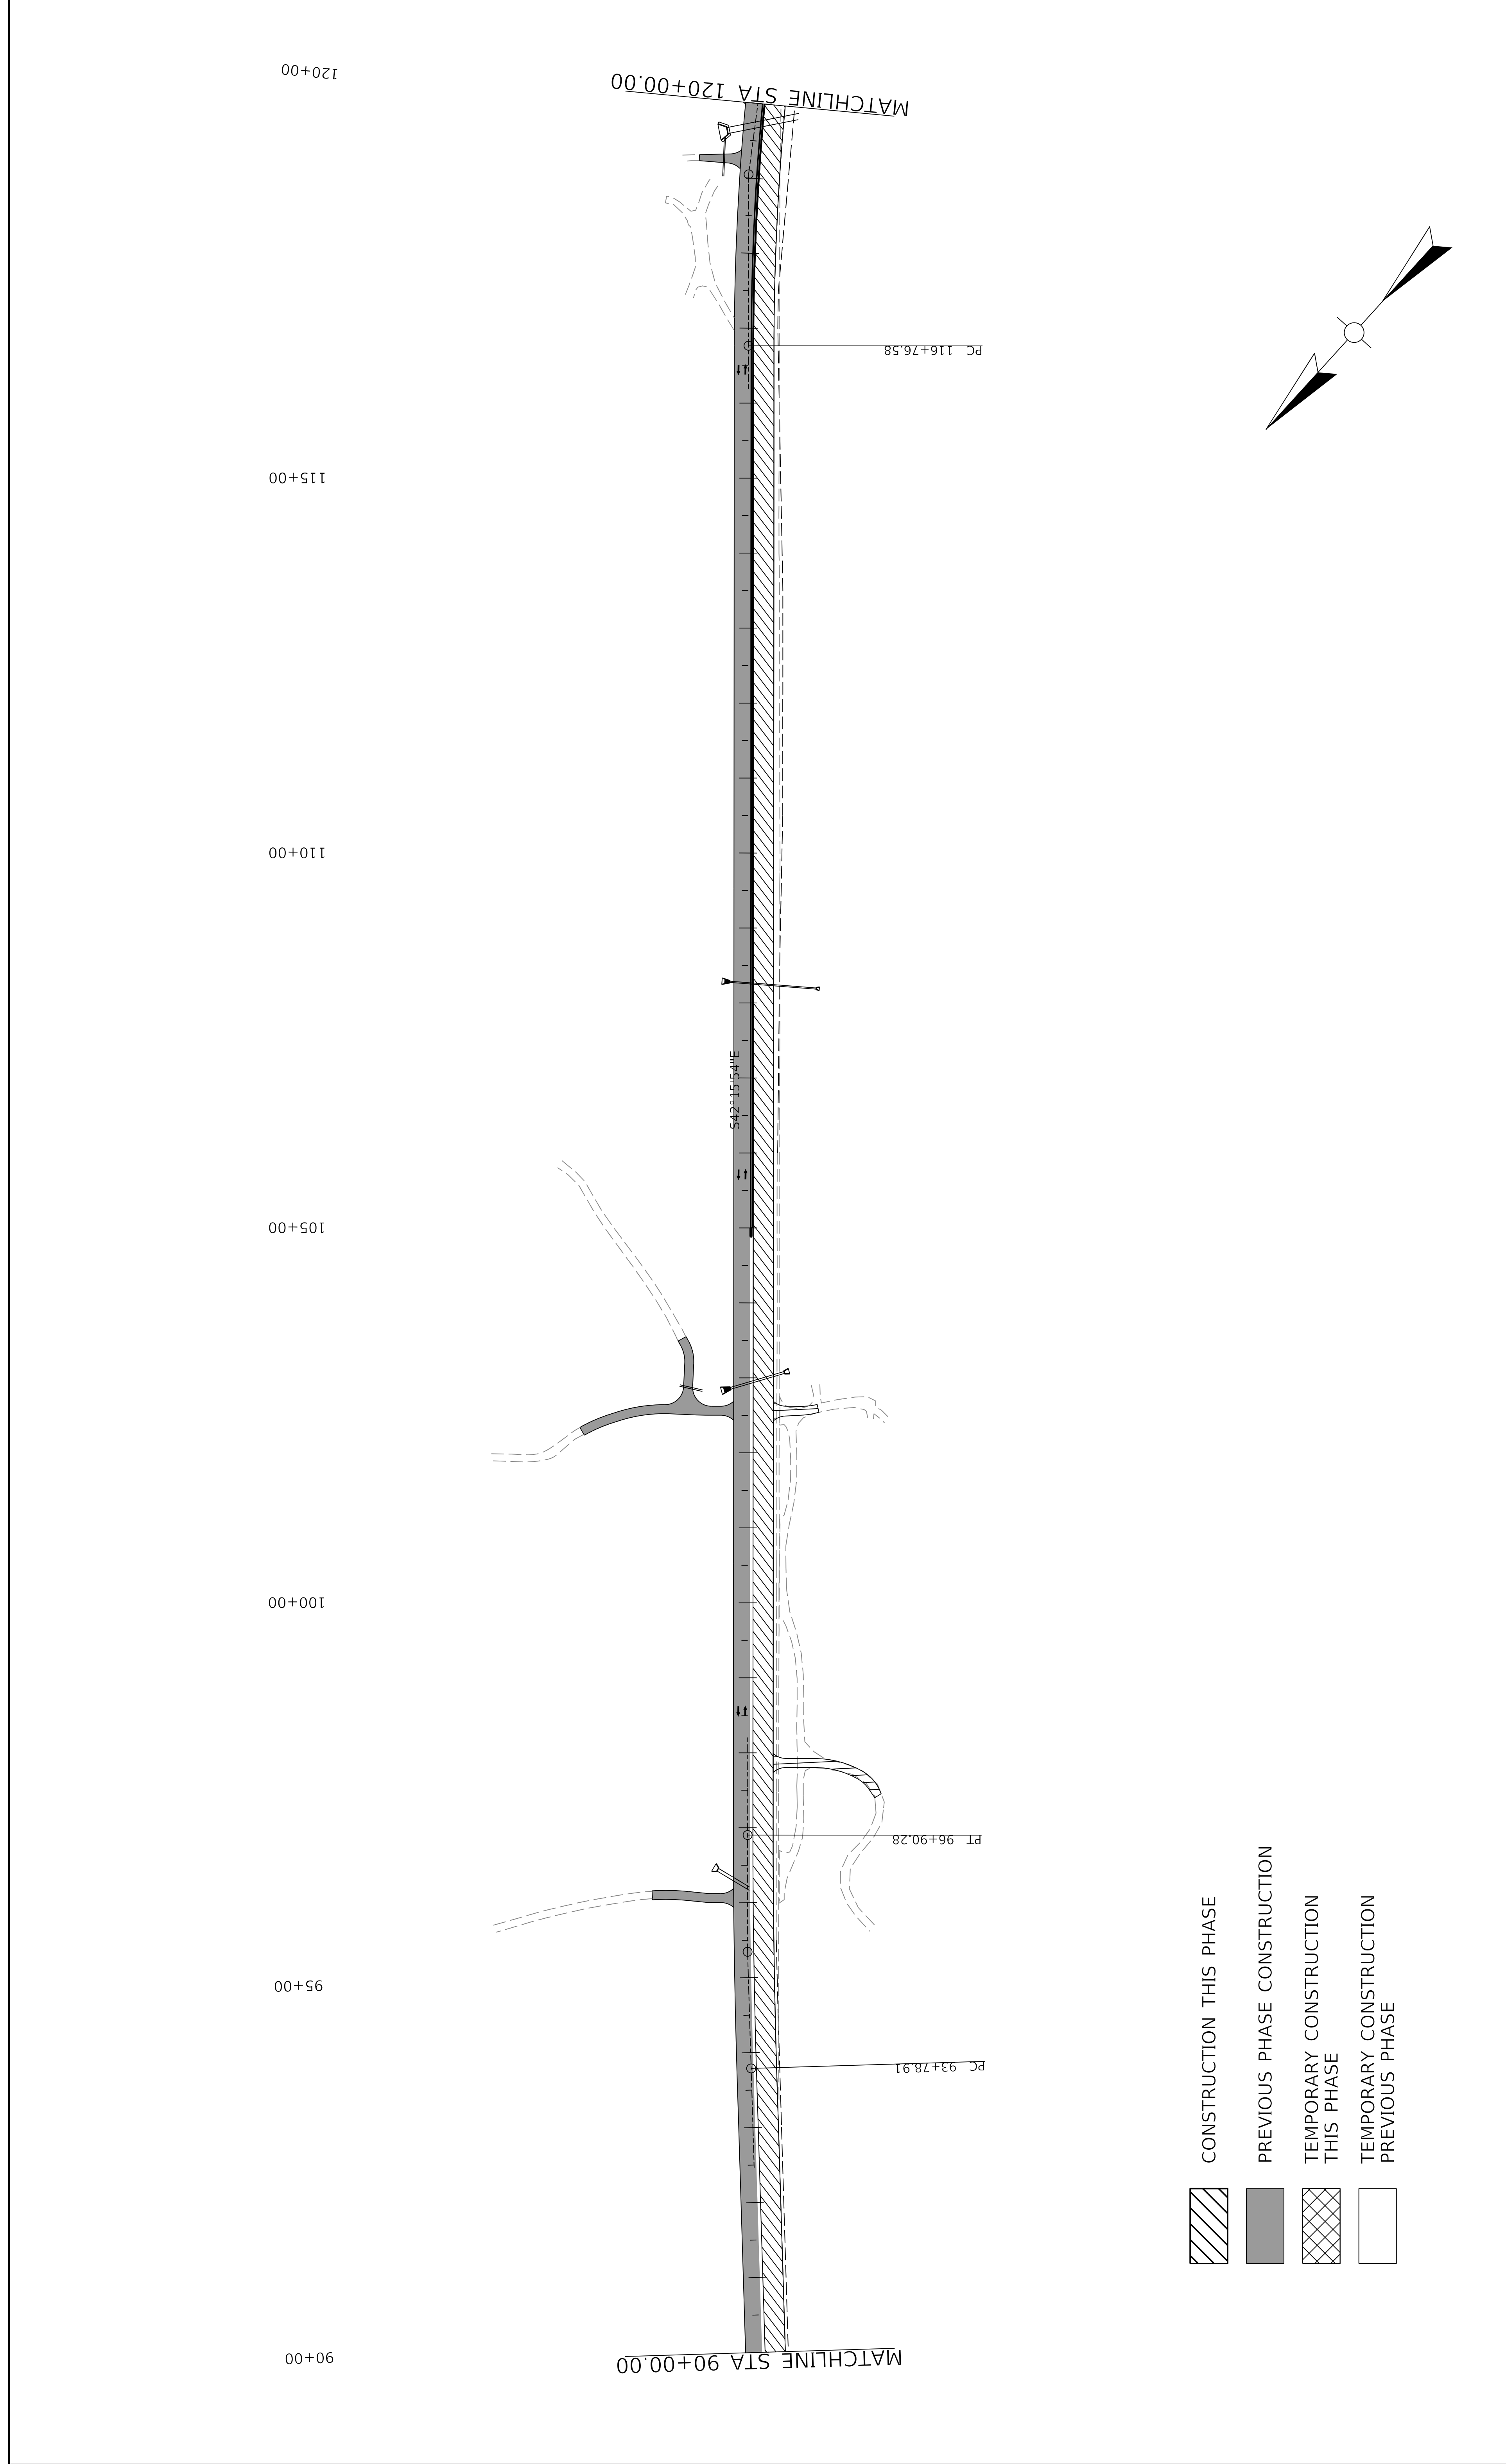 120+00
MATCHLINE STA 120+00.00
PC 116+76.58
115+00
110+00
S42°15'54"E
105+00
100+00
PT 96+90.28
95+00
PC 93+78.91
90+00
MATCHLINE STA 90+00.00
CONSTRUCTION THIS PHASE
PREVIOUS PHASE CONSTRUCTION
TEMPORARY CONSTRUCTION
THIS PHASE
TEMPORARY CONSTRUCTION
PREVIOUS PHASE